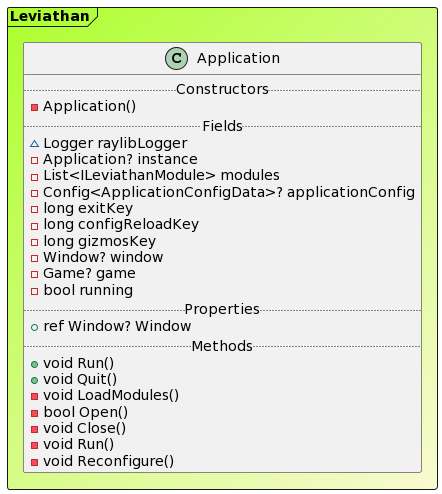 Leviathan
C Application
Constructors
Application()
Fields
Logger raylibLogger
Application? instance
List<ILeviathanModule> modules
Config<ApplicationConfigData>? applicationConfig
long exitKey
long configReloadKey
long gizmosKey
Window? window
Game? game
bool running
Properties
ref Window? Window
Methods
void Run()
void Quit()
void LoadModules()
bool Open()
void Close()
void Run()
void Reconfigure()